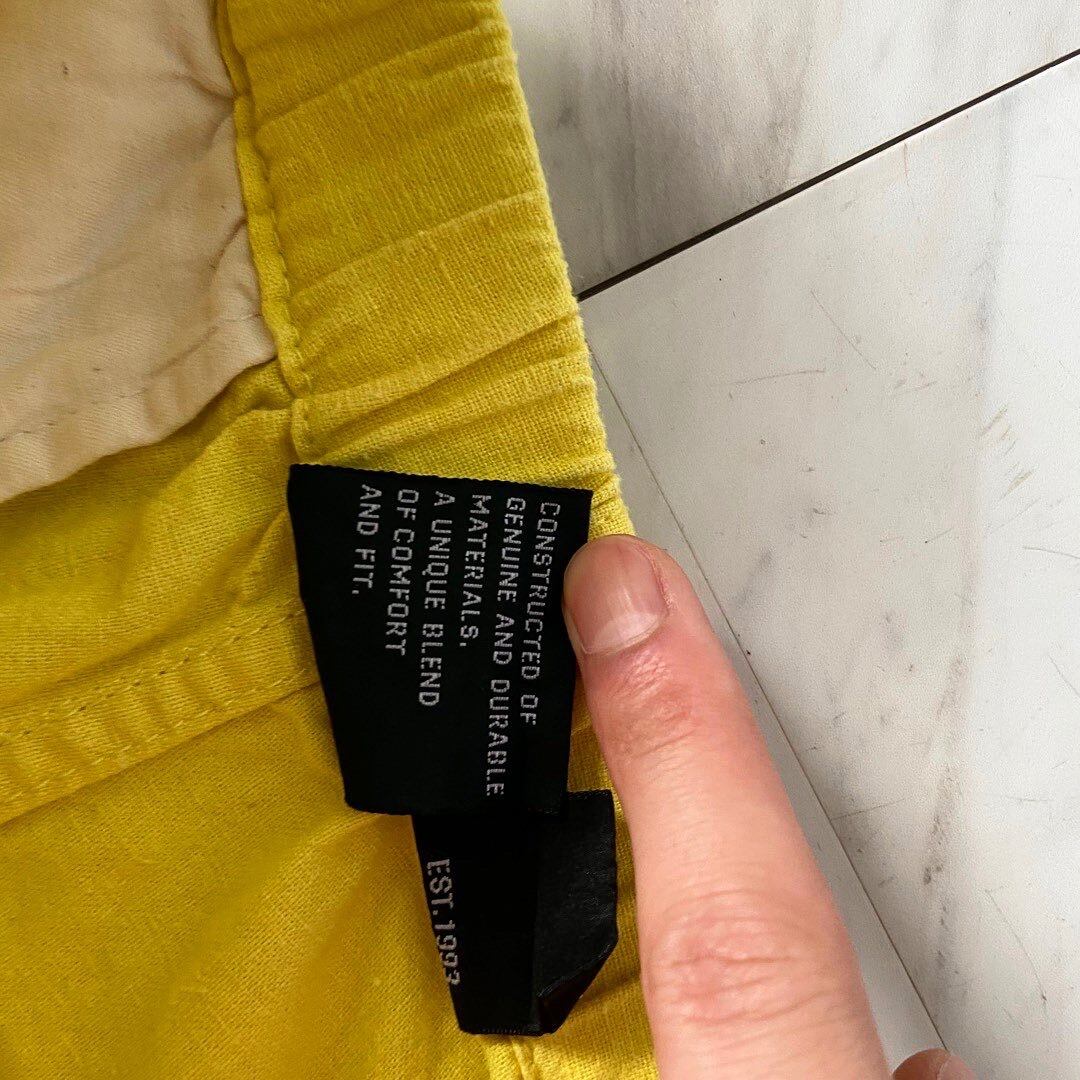 CONSTRUCTED OF
GENUINE AND DURABLE
MATERIALS.
A UNIQUE BLEND
OF COMFORT
AND FIT.
EST.1993